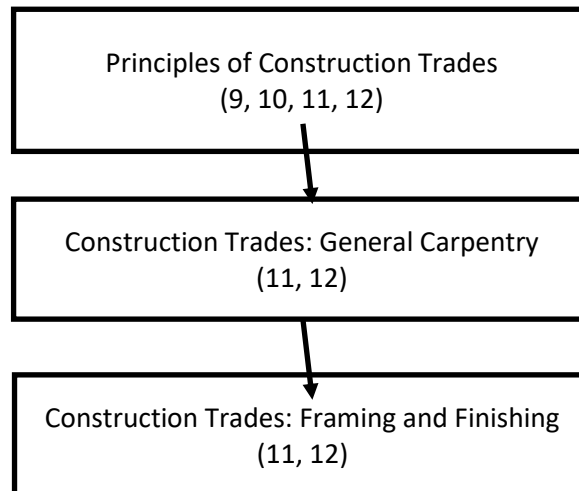 Principles of Construction Trades
(9, 10, 11, 12)
Construction Trades: General Carpentry
(11, 12)
Construction Trades: Framing and Finishing
(11, 12)